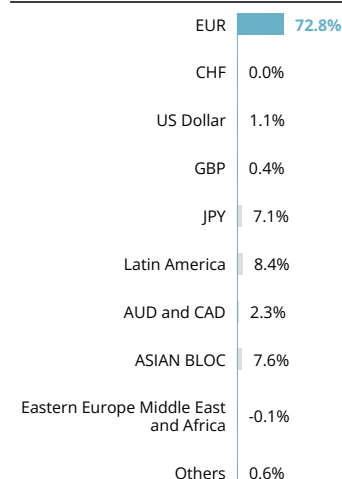 EUR 72.8%
CHF 0.0%
US Dollar 1.1%
GBP 0.4%
JPY 7.1%
Latin America 8.4%
AUD and CAD 2.3%
ASIAN BLOC 7.6%
Eastern Europe Middle East
and Africa -0.1%
Others 0.6%